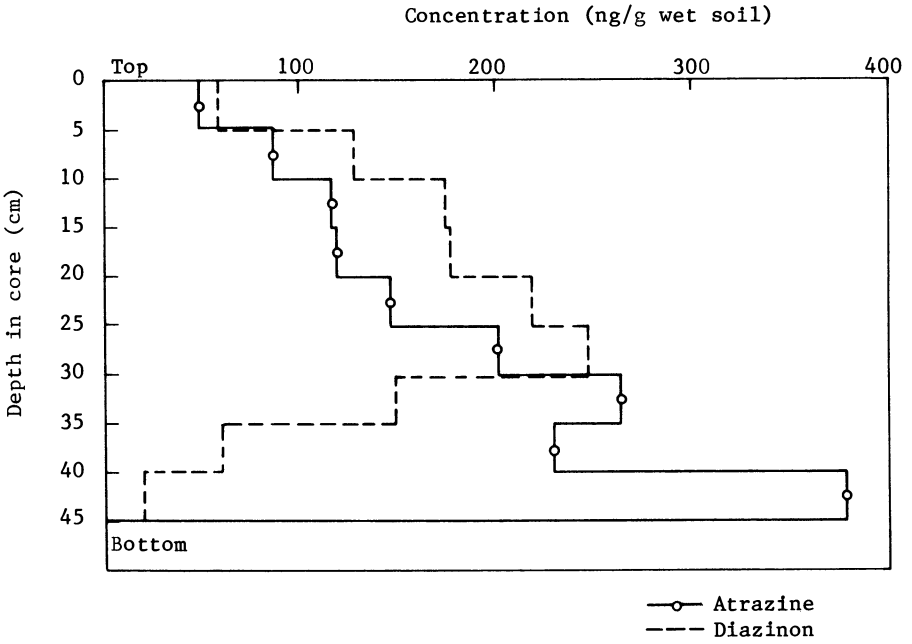 Concentration (ng/g wet soil)
Top 100 200 300 400
0
5
10
15
20
25
30
35
40
45
Depth in core (cm)
Bottom
Atrazine
Diazinon